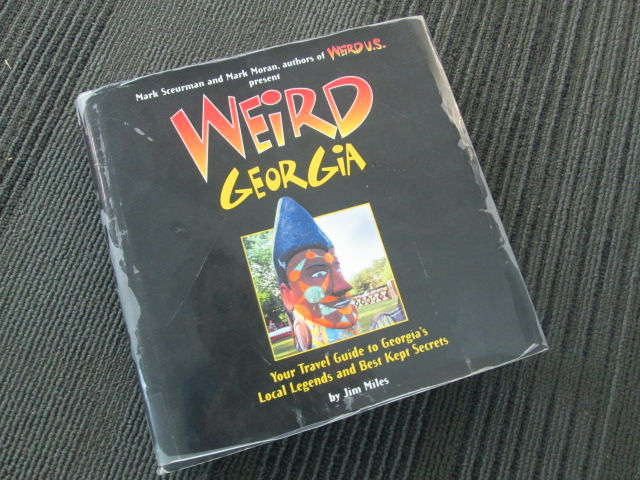 Mark Sceurman and Mark Moran, authors of WEIRD U.S.
present
WEiRD
GEORGiA
Your Travel Guide to Georgia's
Local Legends and Best Kept Secrets
by Jim Miles